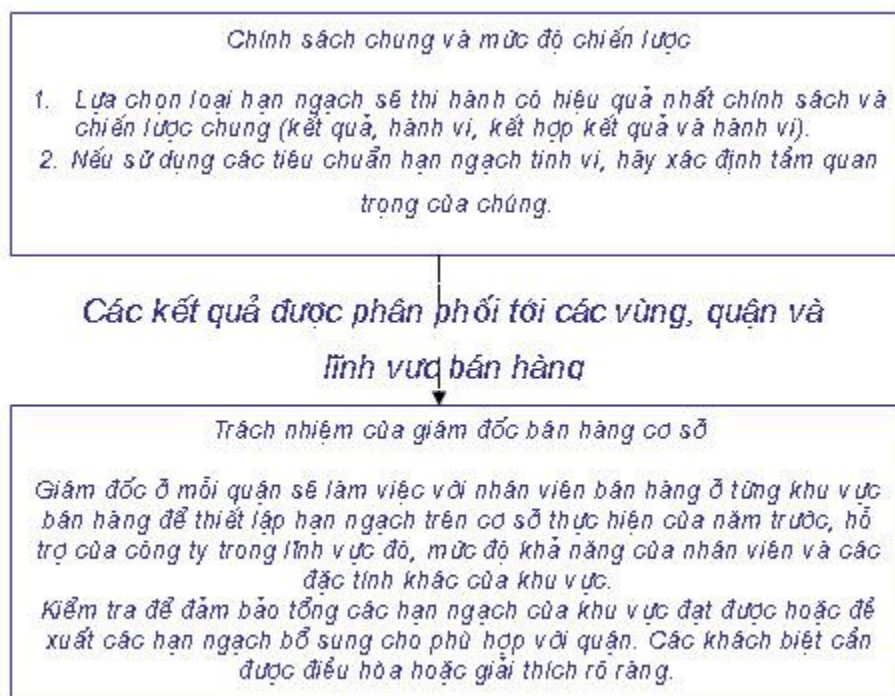 Chính sách chung và mức độ chiến lược
1. Lựa chọn loại hạn ngạch sẽ thi hành có hiệu quả nhất chính sách và
chiến lược chung (kết quả, hành vi, kết hợp kết quả và hành vi).
2. Nếu sử dụng các tiêu chuẩn hạn ngạch tinh vi, hãy xác định tầm quan
trọng của chúng.
Các kết quả được phân phối tới các vùng, quận và
lĩnh vực bán hàng
Trách nhiệm của giám đốc bán hàng cơ sở
Giám đốc ở mỗi quận sẽ làm việc với nhân viên bán hàng ở từng khu vực
bán hàng để thiết lập hạn ngạch trên cơ sở thực hiện của năm trước, hỗ
trợ của công ty trong lĩnh vực đó, mức độ khả năng của nhân viên và các
đặc tính khác của khu vực.
Kiểm tra để đảm bảo tổng các hạn ngạch của khu vực đạt được hoặc đề
xuất các hạn ngạch bổ sung cho phù hợp với quận. Các khách biệt cần
được điều hòa hoặc giải thích rõ ràng.